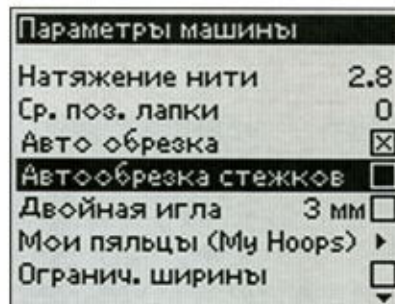 Параметры машины
Натяжение нити 2.8
Ср. поз. лапки 0
Авто обрезка
Автообрезка стежков
Двойная игла 3 мм
Мои пяльцы (My Hoops)
Огранич. ширины